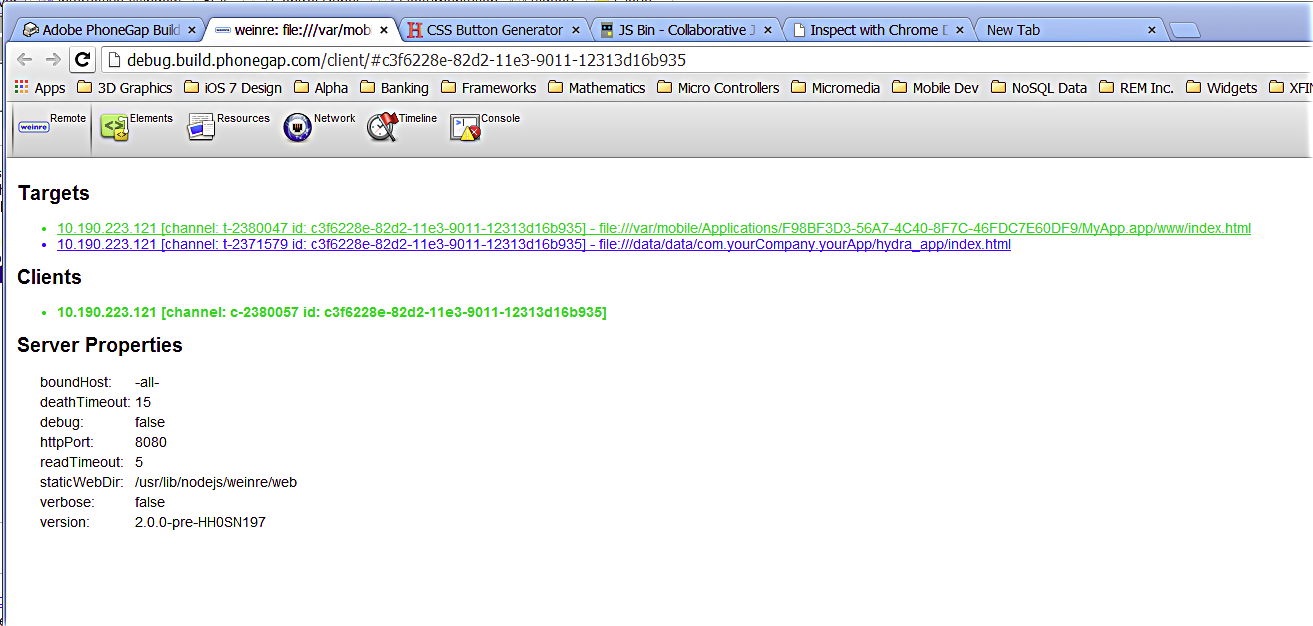 Adobe PhoneGap Build
weinre: file:///var/mobi
CSS Button Generator
JS Bin - Collaborative J
Inspect with Chrome D
New Tab
debug.build.phonegap.com/client/#c3f6228e-82d2-11e3-9011-12313d16b935
Apps 3D Graphics iOS 7 Design Alpha Banking Frameworks Mathematics Micro Controllers Micromedia Mobile Dev NoSQL Data REM Inc. Widgets XFIN
weinre Remote Elements Resources Network Timeline Console
Targets
10.190.223.121 [channel: t-2380047 id: c3f6228e-82d2-11e3-9011-12313d16b935] - file:///var/mobile/Applications/F98BF3D3-56A7-4C40-8F7C-46FDC7E60DF9/MyApp.app/www/index.html
10.190.223.121 [channel: t-2371579 id: c3f6228e-82d2-11e3-9011-12313d16b935] - file:///data/data/com.yourCompany.yourApp/hydra_app/index.html
Clients
10.190.223.121 [channel: c-2380057 id: c3f6228e-82d2-11e3-9011-12313d16b935]
Server Properties
boundHost: -all-
deathTimeout: 15
debug: false
httpPort: 8080
readTimeout: 5
staticWebDir: /usr/lib/nodejs/weinre/web
verbose: false
version: 2.0.0-pre-HH0SN197